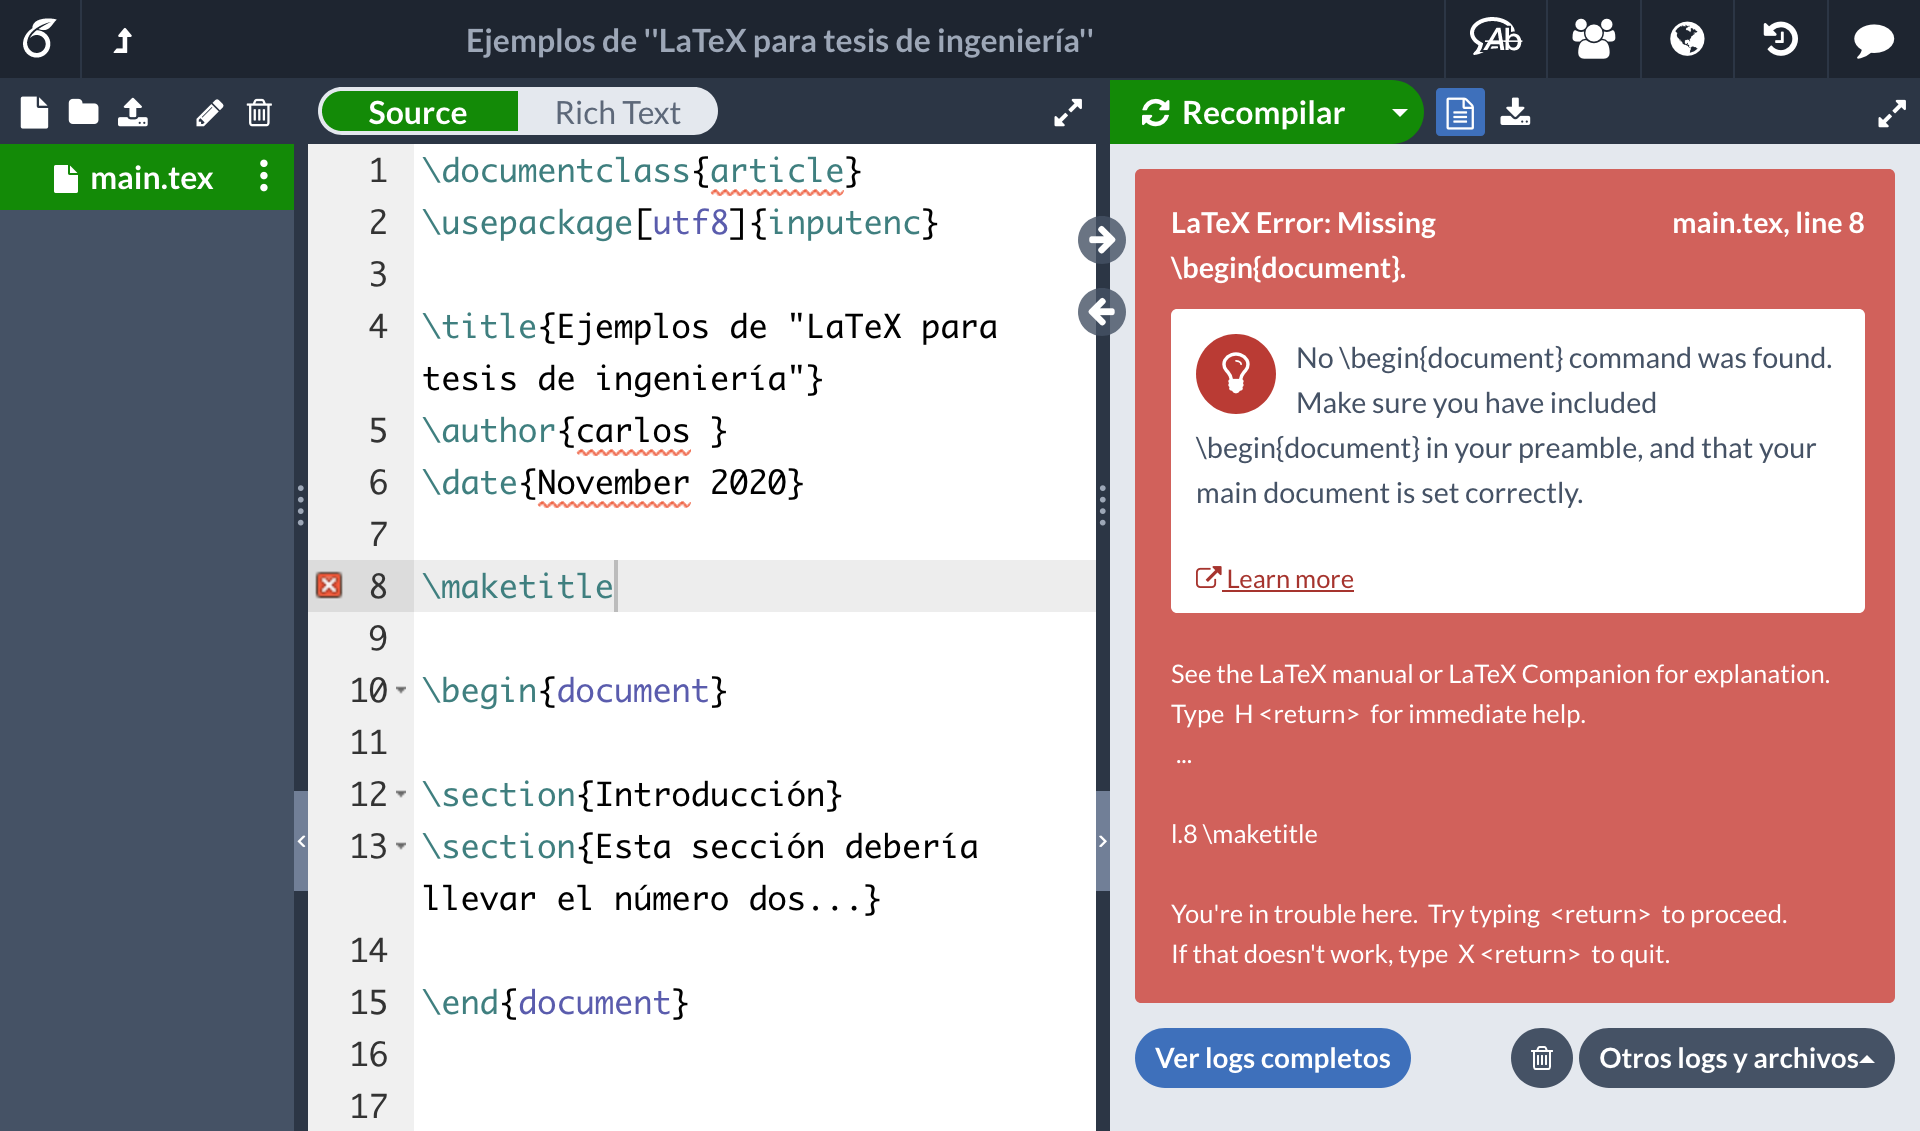 Ejemplos de "LaTeX para tesis de ingeniería"
Ab
Source
Rich Text
Recompilar
main.tex
1 \documentclass{article}
2 \usepackage[utf8]{inputenc}
3
4 \title{Ejemplos de "LaTeX para
tesis de ingeniería"}
5 \author{carlos }
6 \date{November 2020}
7
8 \maketitle
9
10 \begin{document}
11
12 \section{Introducción}
13 \section{Esta sección debería
llevar el número dos...}
14
15 \end{document}
16
17
LaTeX Error: Missing
\begin{document}.
main.tex, line 8
No \begin{document} command was found.
Make sure you have included
\begin{document} in your preamble, and that your
main document is set correctly.
Learn more
See the LaTeX manual or LaTeX Companion for explanation.
Type H <return> for immediate help.
...
l.8 \maketitle
You're in trouble here. Try typing <return> to proceed.
If that doesn't work, type X <return> to quit.
Ver logs completos
Otros logs y archivos